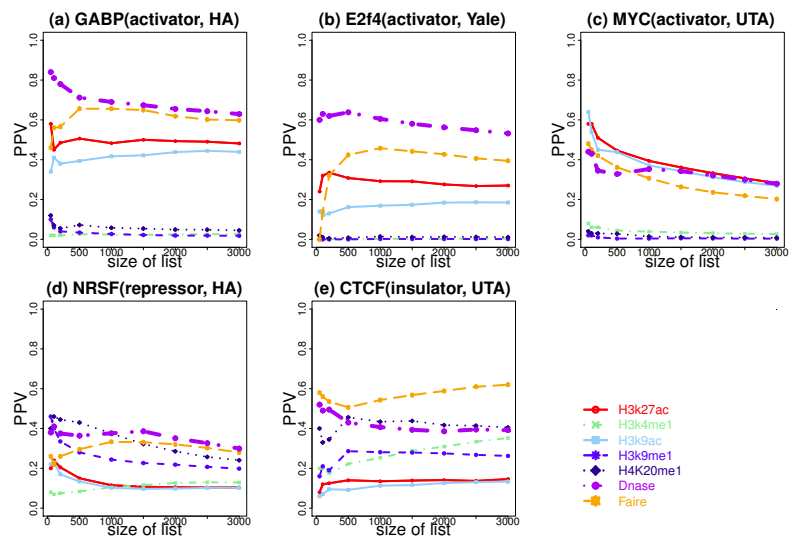 (a) GABP(activator, HA)
(b) E2f4(activator, Yale)
(c) MYC(activator, UTA)
PPV
0.0 0.2 0.4 0.6 0.8 1.0
0 500 1000 2000 3000
size of list
PPV
0.0 0.2 0.4 0.6 0.8 1.0
0 500 1000 2000 3000
size of list
PPV
0.0 0.2 0.4 0.6 0.8 1.0
0 500 1000 2000 3000
size of list
(d) NRSF(repressor, HA)
(e) CTCF(insulator, UTA)
PPV
0.0 0.2 0.4 0.6 0.8 1.0
0 500 1000 2000 3000
size of list
PPV
0.0 0.2 0.4 0.6 0.8 1.0
0 500 1000 2000 3000
size of list
H3k27ac
H3k4me1
H3k9ac
H3k9me1
H4K20me1
Dnase
Faire